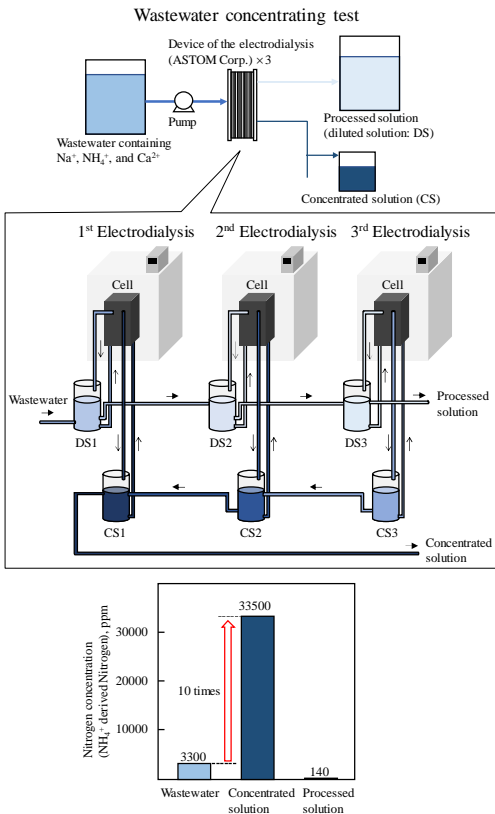 Wastewater concentrating test
Device of the electrodialysis
(ASTOM Corp.) ×3
Pump
Wastewater containing
Na⁺, NH₄⁺, and Ca²⁺
Processed solution
(diluted solution: DS)
Concentrated solution (CS)
1ˢᵗ Electrodialysis
2ⁿᵈ Electrodialysis
3ʳᵈ Electrodialysis
Cell
Cell
Cell
Wastewater
DS1
DS2
DS3
Processed
solution
CS1
CS2
CS3
Concentrated
solution
Nitrogen concentration
(NH₄⁺ derived Nitrogen), ppm
30000
20000
10000
33500
10 times
3300
140
Wastewater
Concentrated
solution
Processed
solution